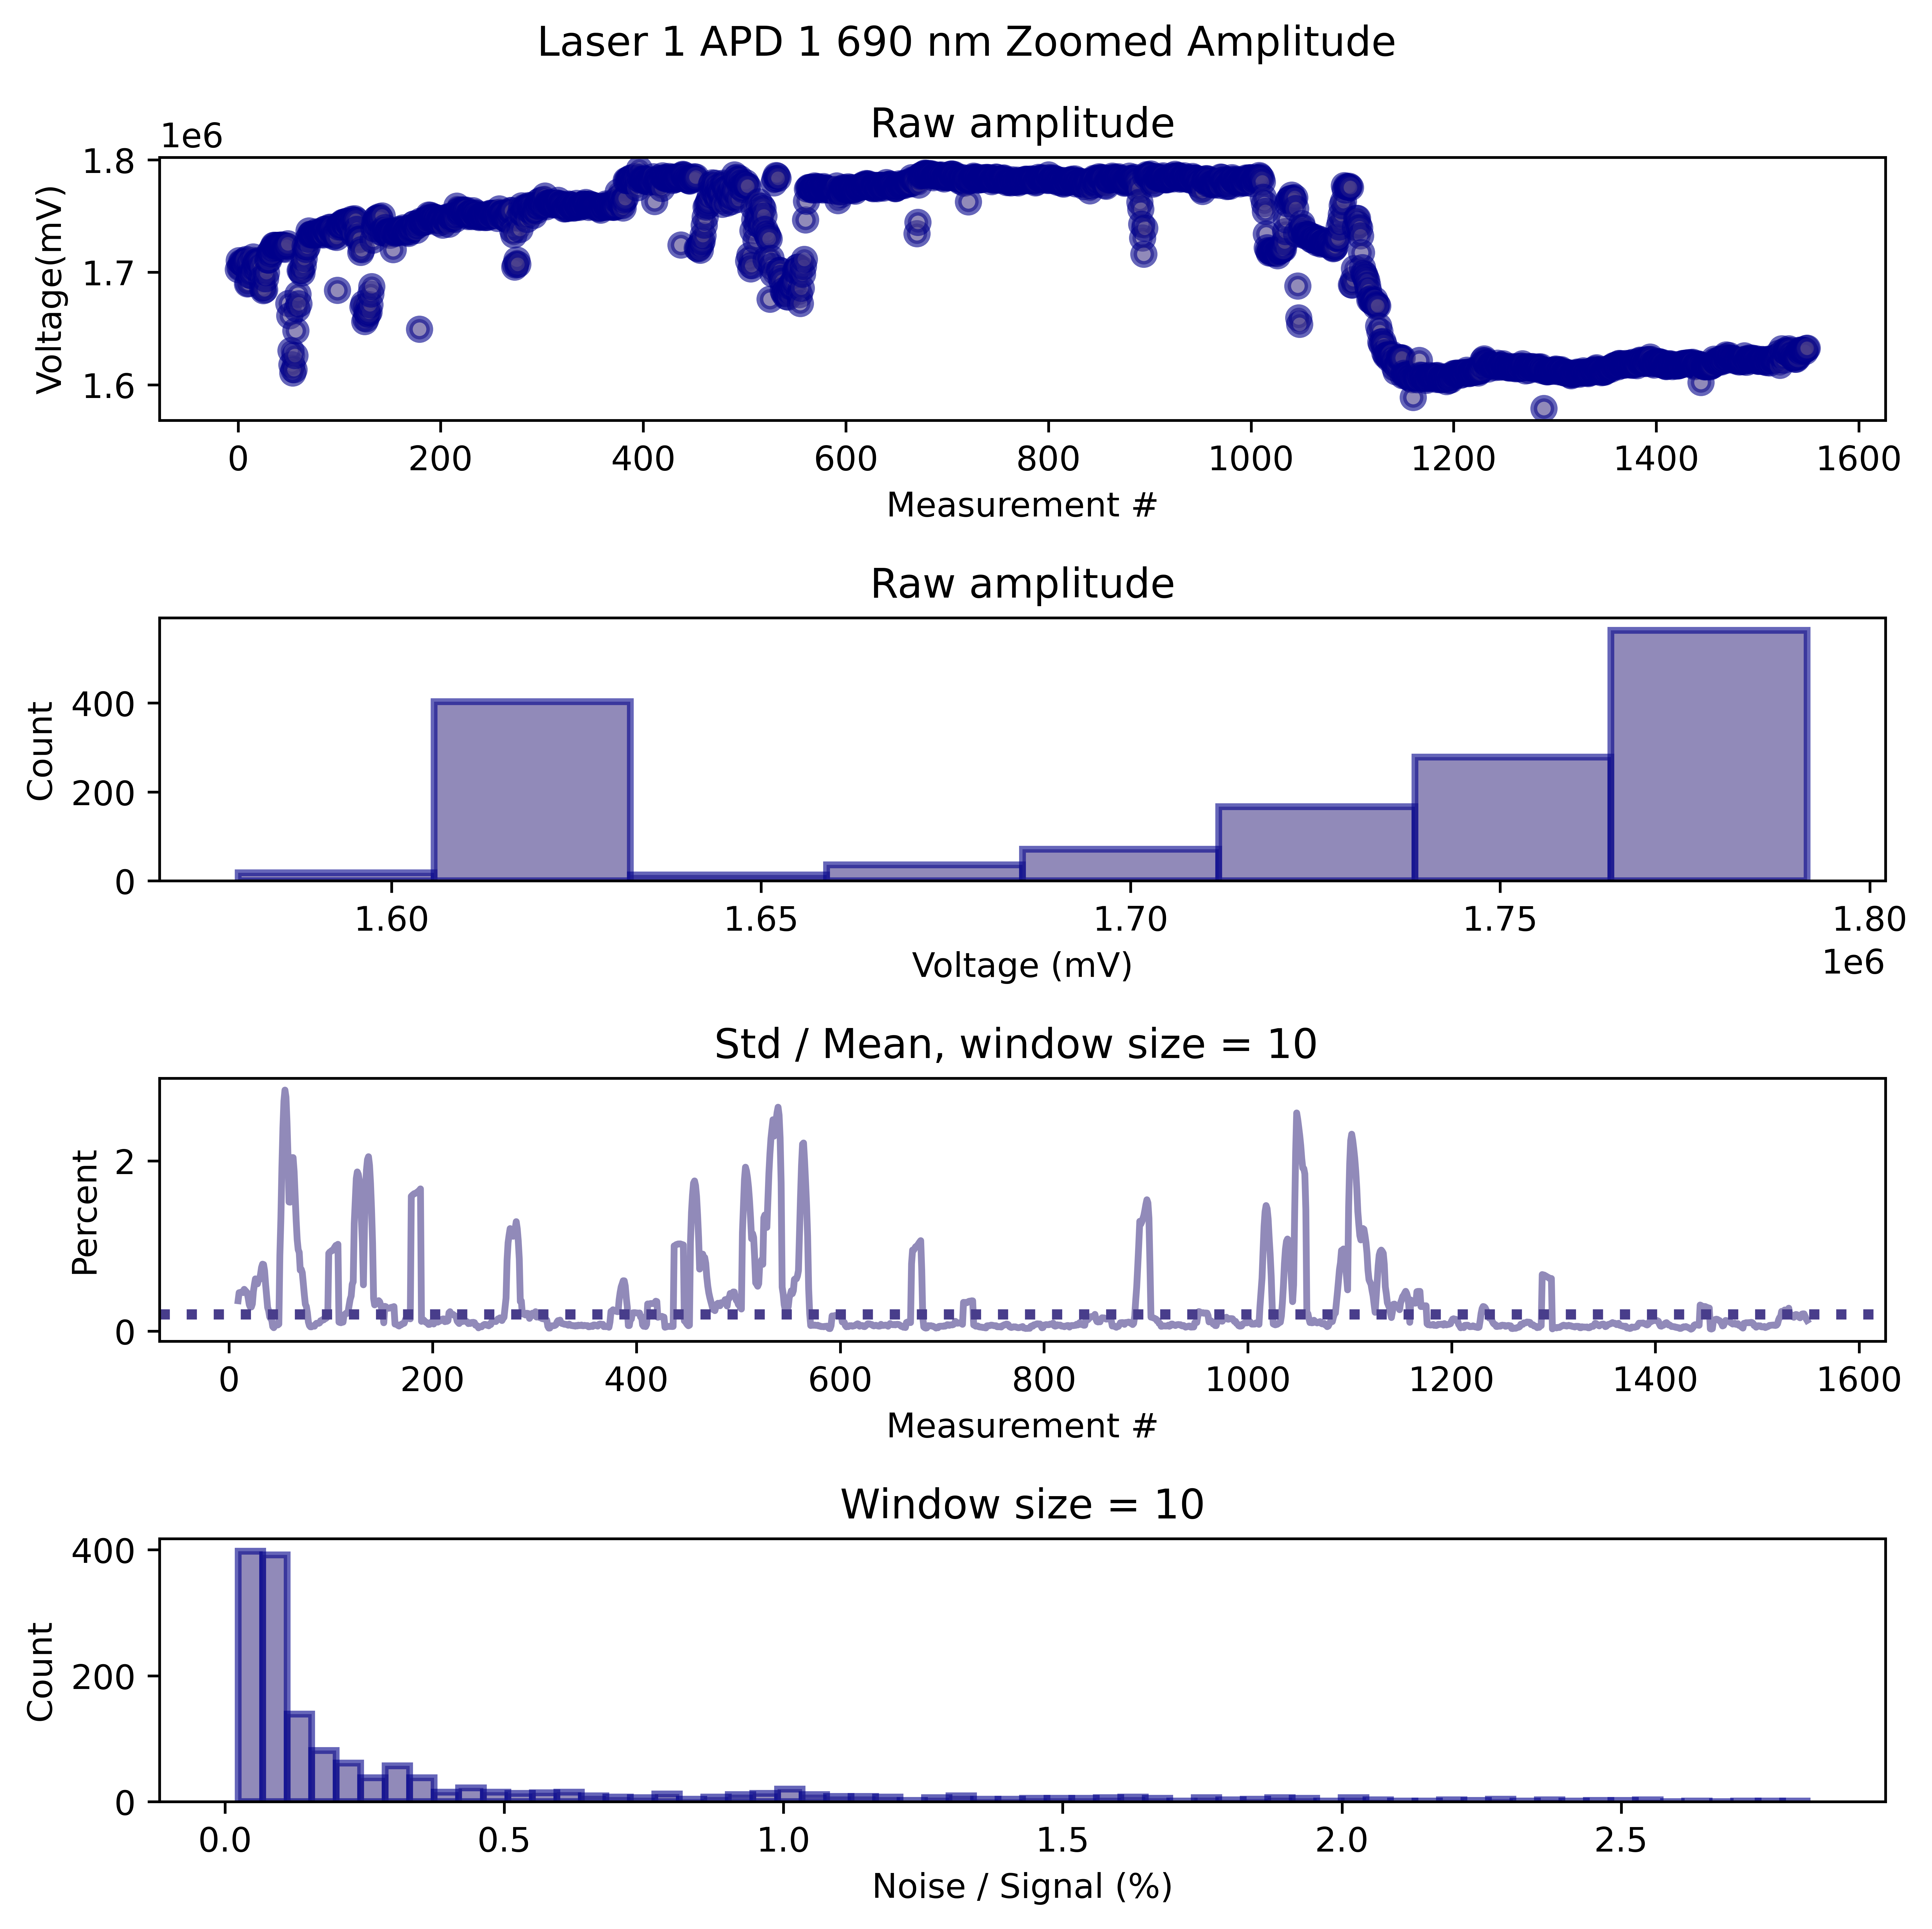 Laser 1 APD 1 690 nm Zoomed Amplitude
Raw amplitude
1e6
1.8
1.7
1.6
Voltage(mV)
0 200 400 600 800 1000 1200 1400 1600
Measurement #
Raw amplitude
400
200
0
Count
1.60 1.65 1.70 1.75 1.80
1e6
Voltage (mV)
Std / Mean, window size = 10
2
0
Percent
0 200 400 600 800 1000 1200 1400 1600
Measurement #
Window size = 10
400
200
0
Count
0.0 0.5 1.0 1.5 2.0 2.5
Noise / Signal (%)